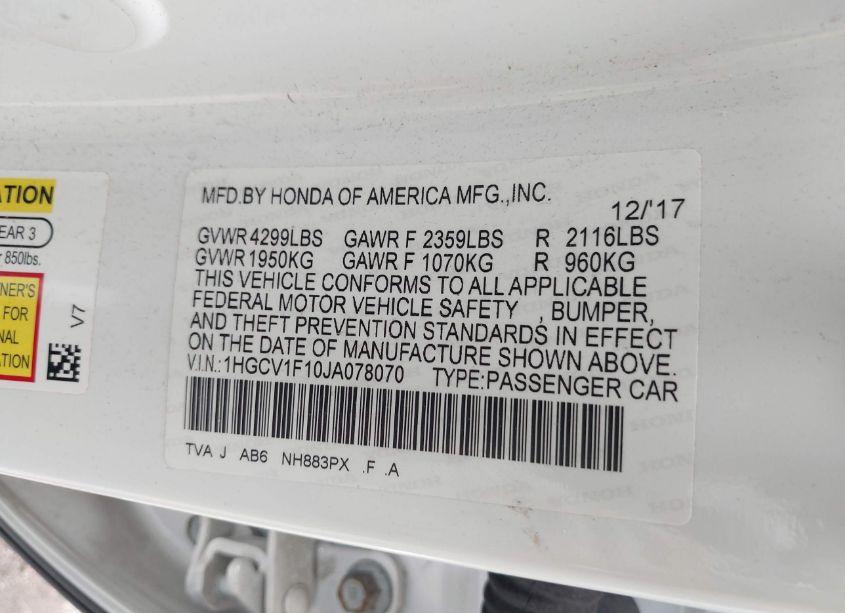 MFD.BY HONDA OF AMERICA MFG.,INC.
12/'17
GVWR 4299LBS GAWR F 2359LBS R 2116LBS
GVWR 1950KG GAWR F 1070KG R 960KG
THIS VEHICLE CONFORMS TO ALL APPLICABLE
FEDERAL MOTOR VEHICLE SAFETY , BUMPER,
AND THEFT PREVENTION STANDARDS IN EFFECT
ON THE DATE OF MANUFACTURE SHOWN ABOVE.
V.I.N.:1HGCV1F10JA078070 TYPE:PASSENGER CAR
TVA J AB6 NH883PX .F .A
ATION
EAR 3
r 850lbs.
NER'S
FOR
NAL
ATION
V7